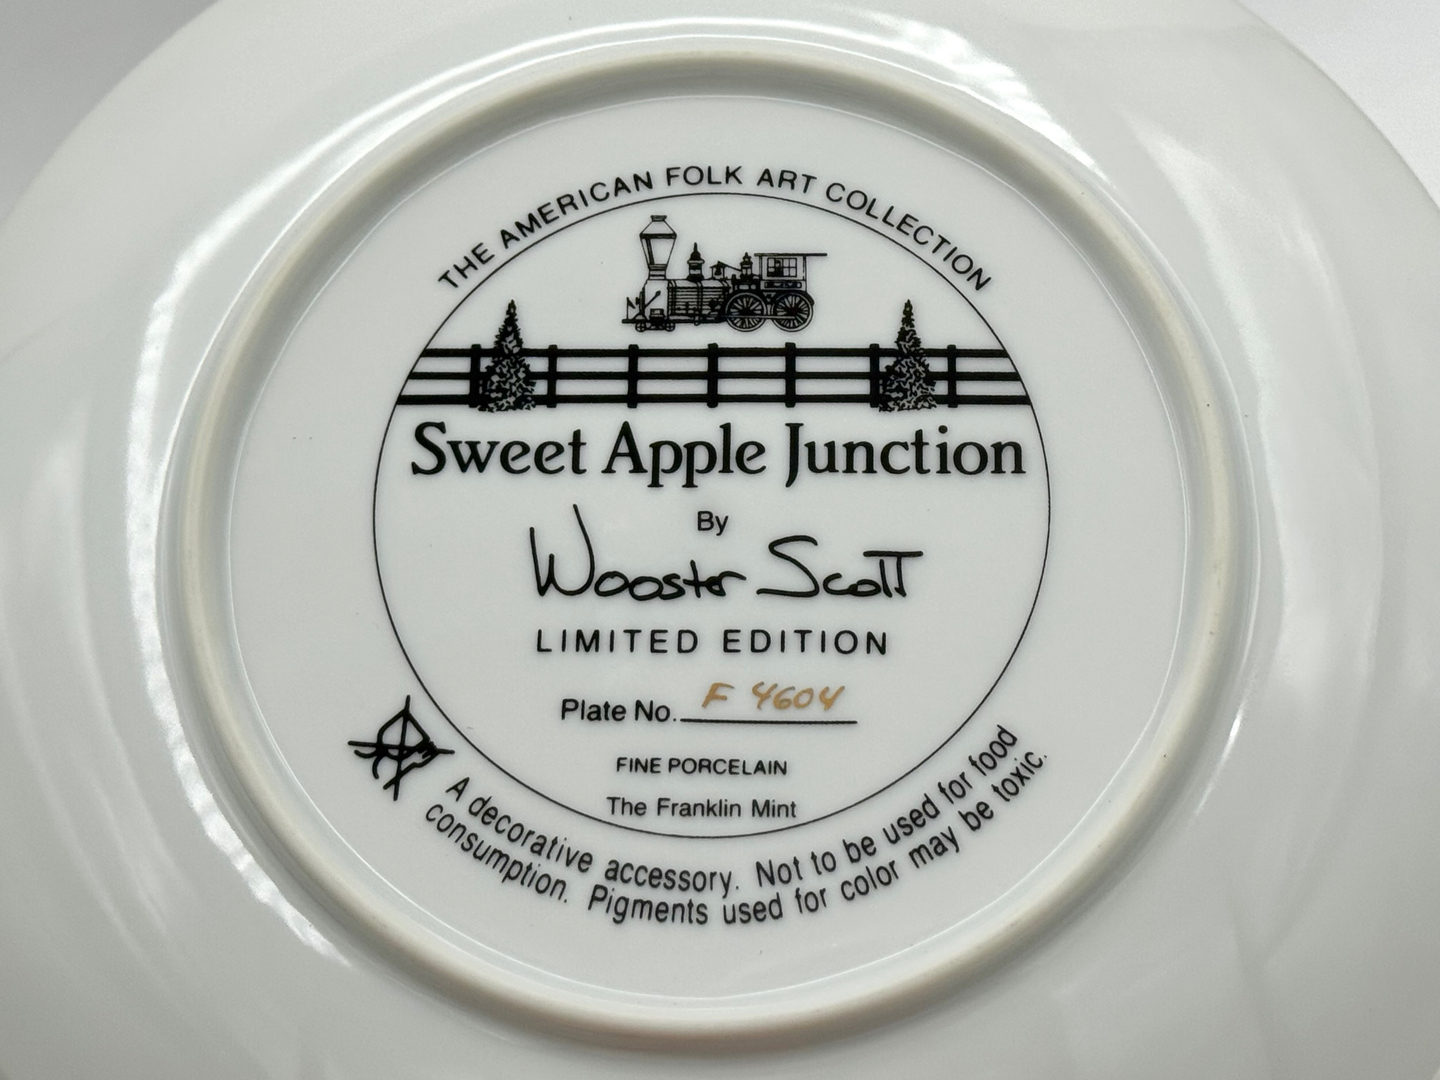 THE AMERICAN FOLK ART COLLECTION
Sweet Apple Junction
By
Wooster Scott
LIMITED EDITION
Plate No. F 4604
FINE PORCELAIN
The Franklin Mint
A decorative accessory. Not to be used for food
consumption. Pigments used for color may be toxic.